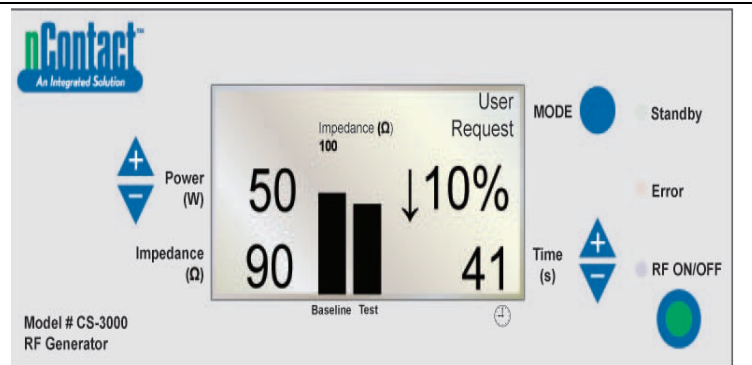 nContact™
An Integrated Solution
Power
(W)
Impedance
(Ω)
Model # CS-3000
RF Generator
50
90
Impedance (Ω)
100
Baseline Test
User
Request
↓10%
41
MODE
Time
(s)
Standby
Error
RF ON/OFF